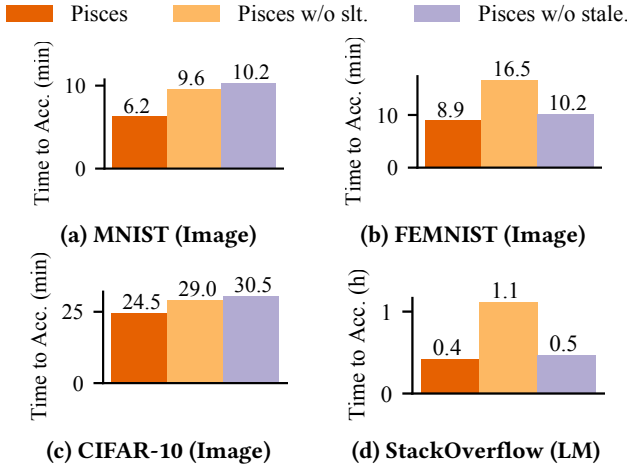 Pisces Pisces w/o slt. Pisces w/o stale.
Time to Acc. (min)
10
0
6.2 9.6 10.2
(a) MNIST (Image)
Time to Acc. (min)
10
0
8.9 16.5 10.2
(b) FEMNIST (Image)
Time to Acc. (min)
25
0
24.5 29.0 30.5
(c) CIFAR-10 (Image)
Time to Acc. (h)
1
0
0.4 1.1 0.5
(d) StackOverflow (LM)